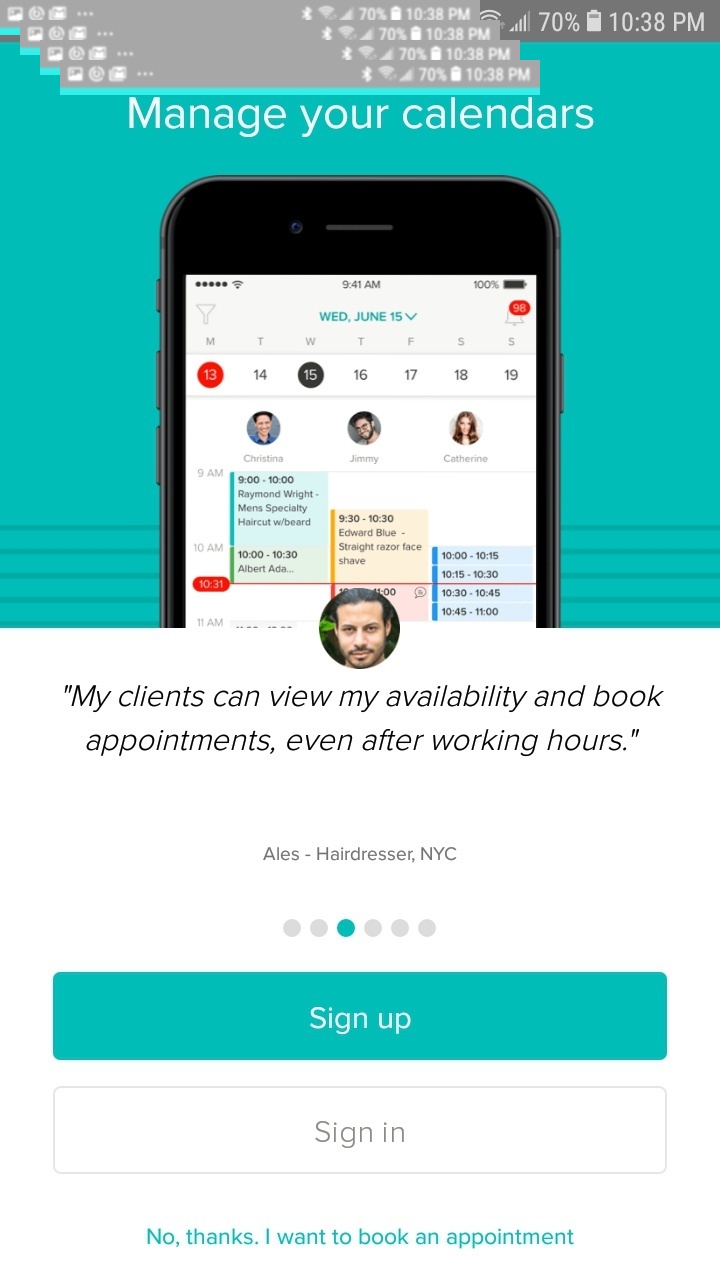 70% 10:38 PM
70% 10:38 PM
70% 10:38 PM
70% 10:38 PM
70% 10:38 PM
Manage your calendars
9:41 AM 100%
WED, JUNE 15 98
M T W T F S S
13 14 15 16 17 18 19
Christina Jimmy Catherine
9 AM
9:00 - 10:00
Raymond Wright -
Mens Specialty
Haircut w/beard
9:30 - 10:30
Edward Blue -
Straight razor face
shave
10 AM
10:00 - 10:30
Albert Ada...
10:00 - 10:15
10:15 - 10:30
10:31
10:30 - 10:45
10:45 - 11:00
11 AM
"My clients can view my availability and book
appointments, even after working hours."
Ales - Hairdresser, NYC
Sign up
Sign in
No, thanks. I want to book an appointment